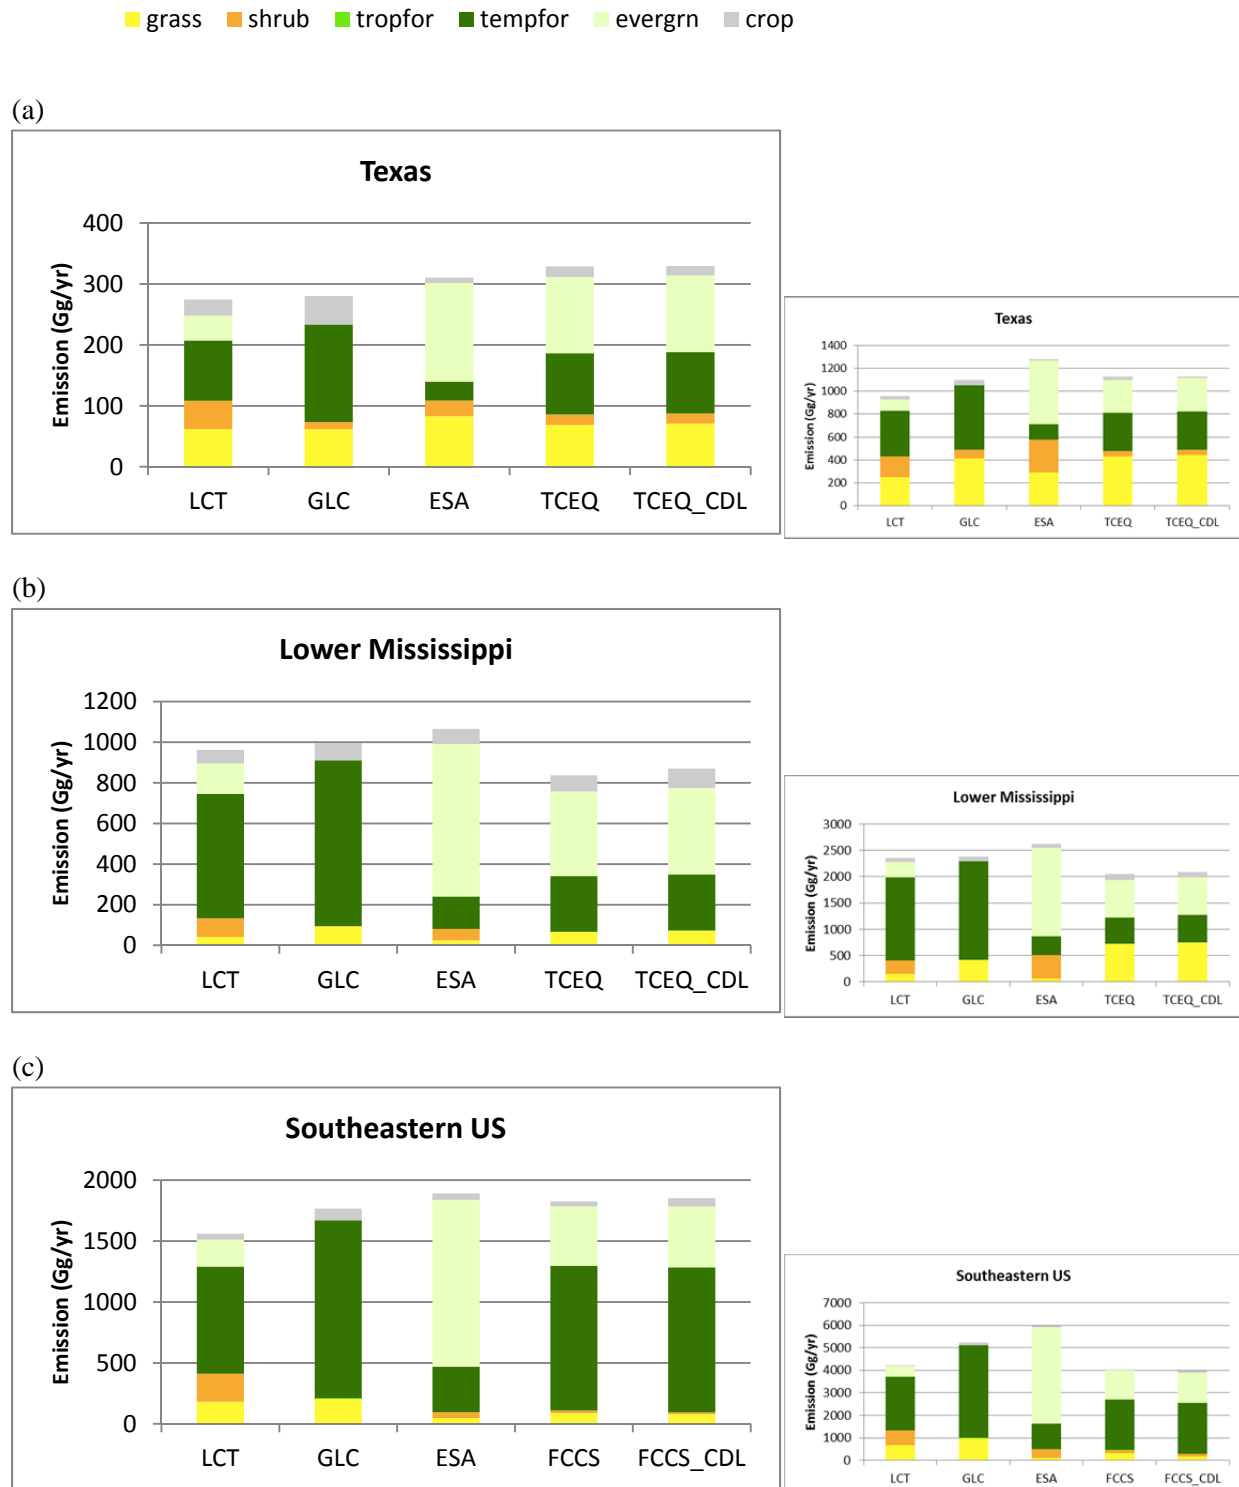 grass shrub tropfor tempfor evergrn crop
(a)
Texas
Emission (Gg/yr)
400
300
200
100
0
LCT GLC ESA TCEQ TCEQ_CDL
Texas
Emission (Gg/yr)
1400
1200
1000
800
600
400
200
0
LCT GLC ESA TCEQ TCEQ_CDL
(b)
Lower Mississippi
Emission (Gg/yr)
1200
1000
800
600
400
200
0
LCT GLC ESA TCEQ TCEQ_CDL
Lower Mississippi
Emission (Gg/yr)
3000
2500
2000
1500
1000
500
0
LCT GLC ESA TCEQ TCEQ_CDL
(c)
Southeastern US
Emission (Gg/yr)
2000
1500
1000
500
0
LCT GLC ESA FCCS FCCS_CDL
Southeastern US
Emission (Gg/yr)
7000
6000
5000
4000
3000
2000
1000
0
LCT GLC ESA FCCS FCCS_CDL